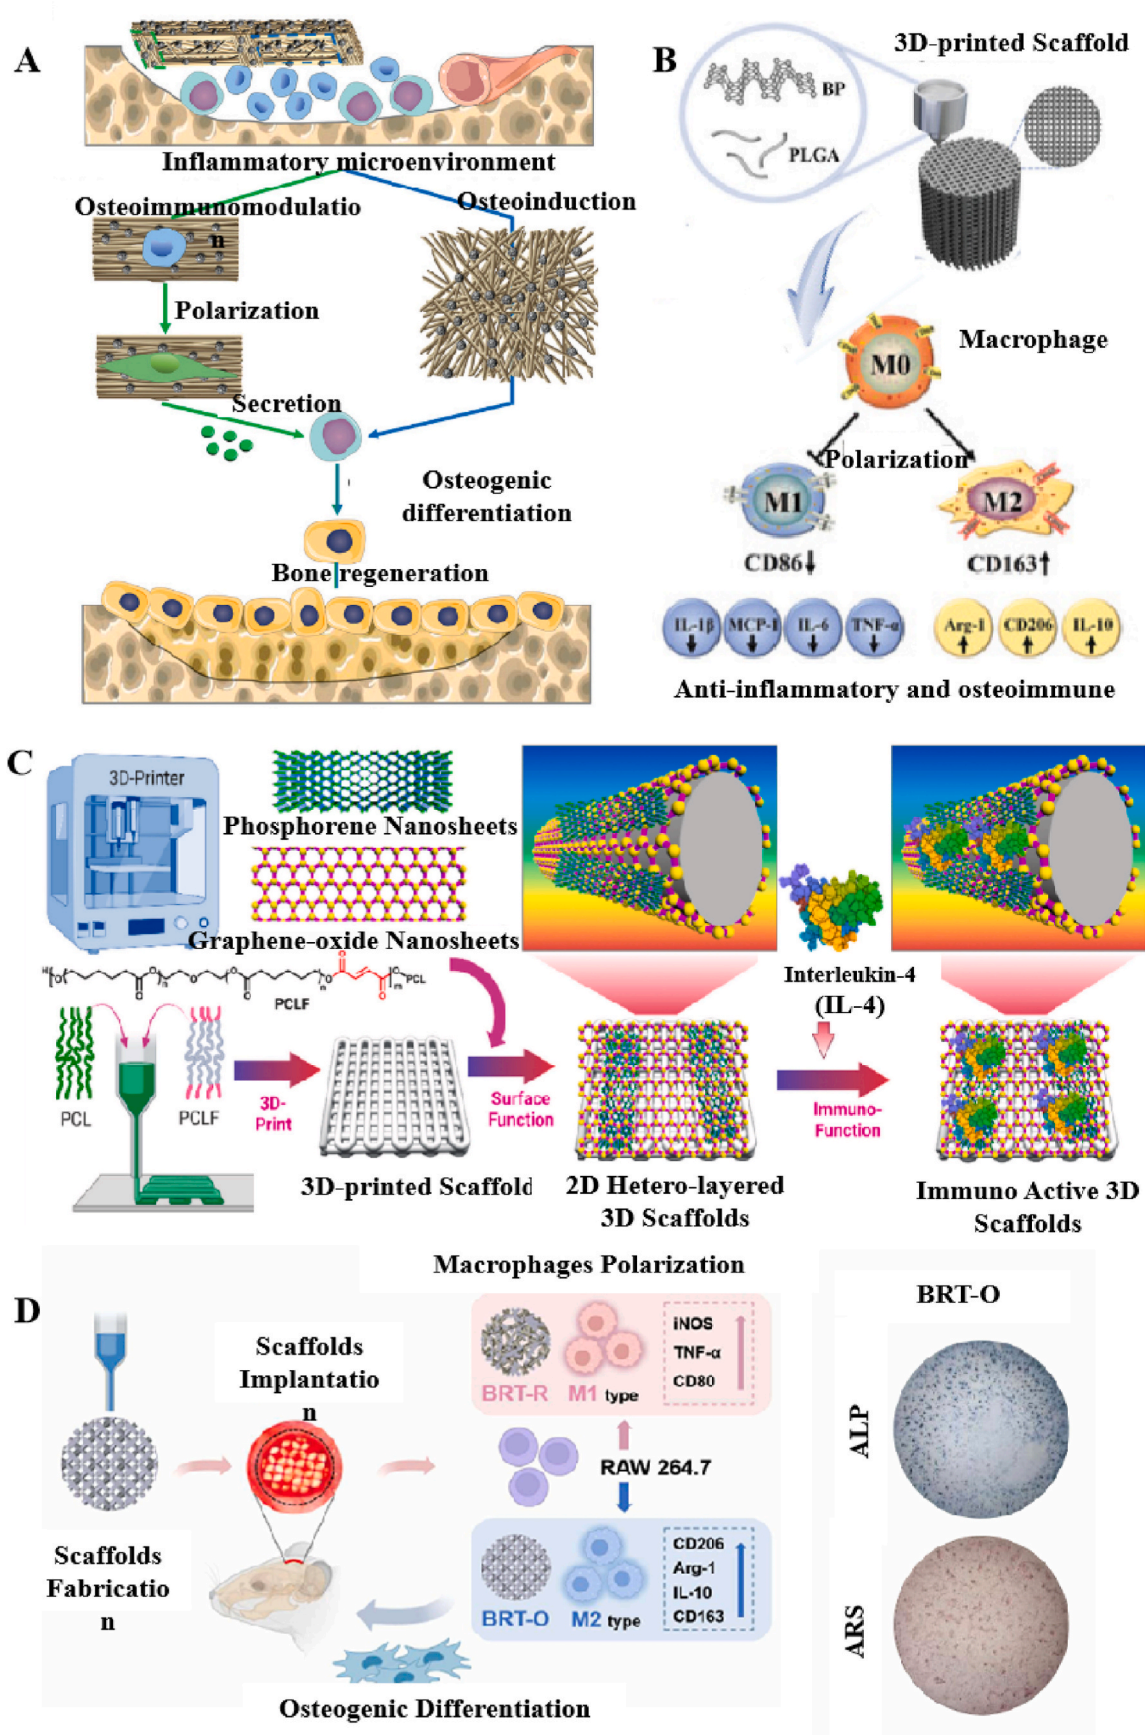 A
Inflammatory microenvironment
Osteoimmunomodulatio
n
Osteoinduction
Polarization
Secretion
Osteogenic
differentiation
Bone regeneration
B
3D-printed Scaffold
BP
PLGA
M0
Macrophage
Polarization
M1
M2
CD86↓
CD163↑
IL-1β
MCP-1
IL-6
TNF-α
Arg-1
CD206
IL-10
Anti-inflammatory and osteoimmune
C
3D-Printer
Phosphorene Nanosheets
Graphene-oxide Nanosheets
PCL
PCLF
PCL
PCLF
3D-
Print
3D-printed Scaffold
Surface
Function
2D Hetero-layered
3D Scaffolds
Interleukin-4
(IL-4)
Immuno-
Function
Immuno Active 3D
Scaffolds
D
Scaffolds
Fabricatio
n
Scaffolds
Implantatio
n
Macrophages Polarization
BRT-R
M1 type
iNOS
TNF-α
CD80
RAW 264.7
BRT-O
M2 type
CD206
Arg-1
IL-10
CD163
Osteogenic Differentiation
BRT-O
ALP
ARS